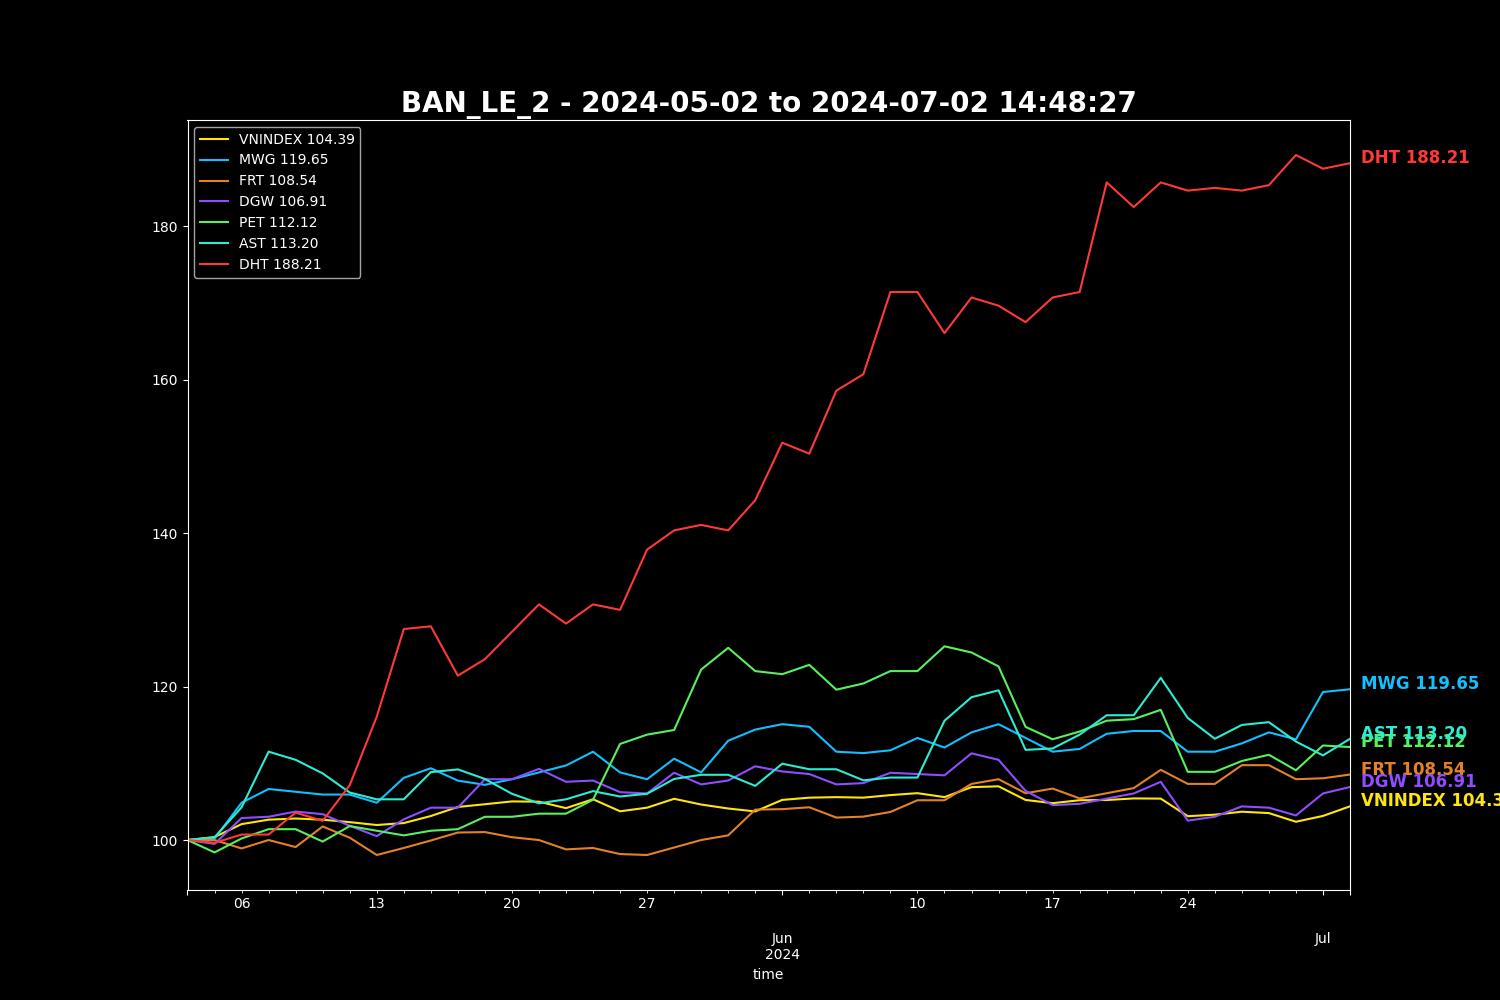 BAN_LE_2 - 2024-05-02 to 2024-07-02 14:48:27
VNINDEX 104.39
MWG 119.65
FRT 108.54
DGW 106.91
PET 112.12
AST 113.20
DHT 188.21
180
160
140
120
100
DHT 188.21
MWG 119.65
AST 113.20
PET 112.12
FRT 108.54
DGW 106.91
VNINDEX 104.3
06 13 20 27 10 17 24
Jun Jul
2024
time